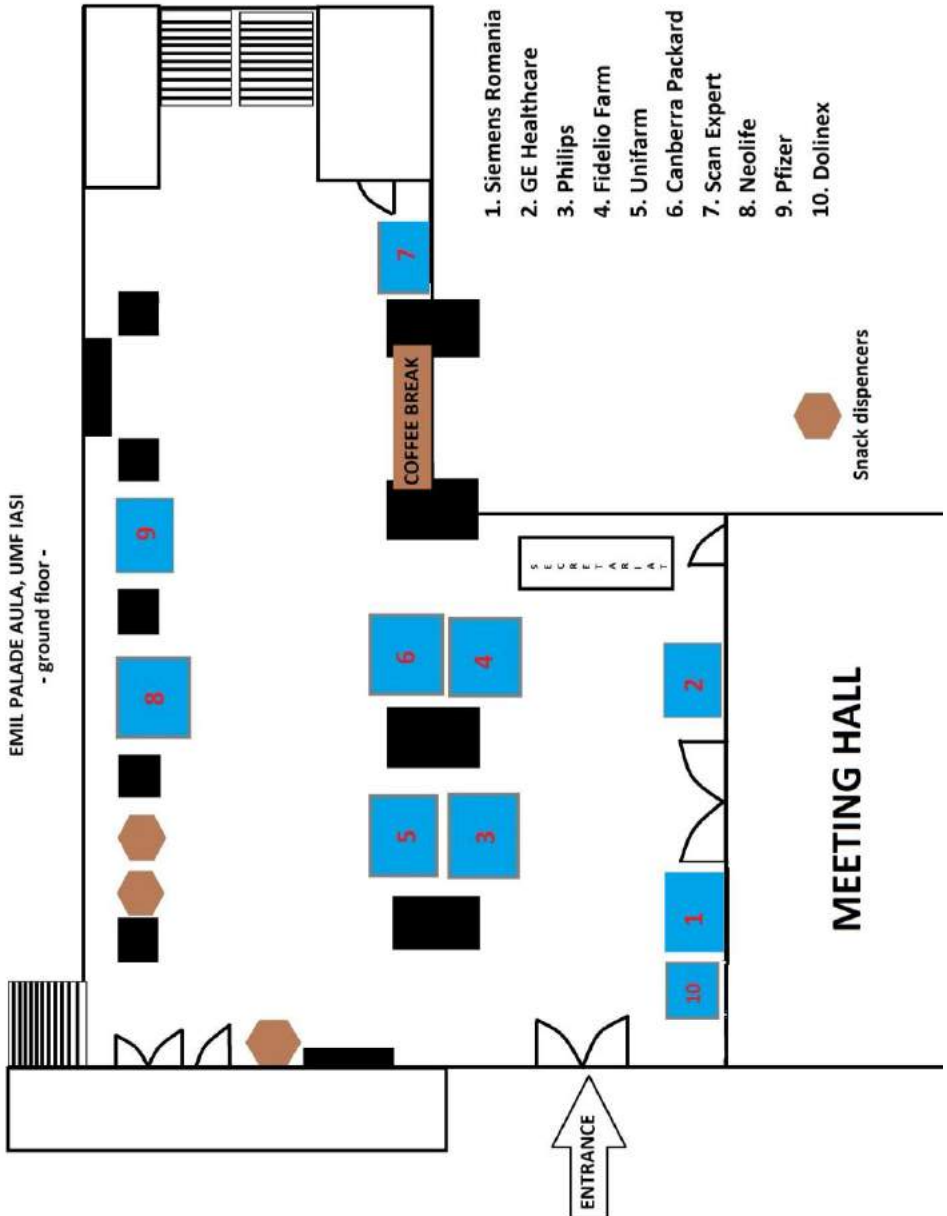 EMIL PALADE AULA, UMF IASI
- ground floor -
8
9
5
6
3
4
7
COFFEE BREAK
SECRETARIAT
10
1
2
ENTRANCE
MEETING HALL
1. Siemens Romania
2. GE Healthcare
3. Philips
4. Fidelio Farm
5. Unifarm
6. Canberra Packard
7. Scan Expert
8. Neolife
9. Pfizer
10. Dolinex
Snack dispencers